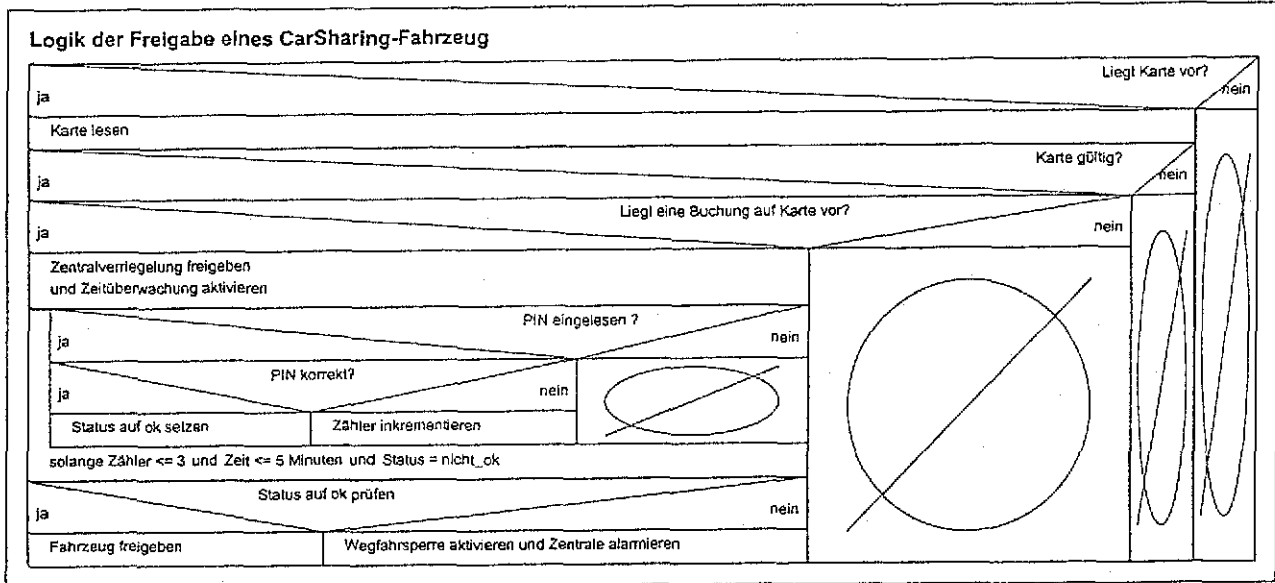 Logik der Freigabe eines CarSharing-Fahrzeug
Liegt Karte vor?
ja
nein
Karte lesen
Karte gültig?
ja
nein
Liegt eine Buchung auf Karte vor?
ja
nein
Zentralverriegelung freigeben
und Zeitüberwachung aktivieren
PIN eingelesen ?
ja
nein
PIN korrekt?
ja
nein
Status auf ok setzen
Zähler inkrementieren
solange Zähler <= 3 und Zeit <= 5 Minuten und Status = nicht_ok
Status auf ok prüfen
ja
nein
Fahrzeug freigeben
Wegfahrsperre aktivieren und Zentrale alarmieren